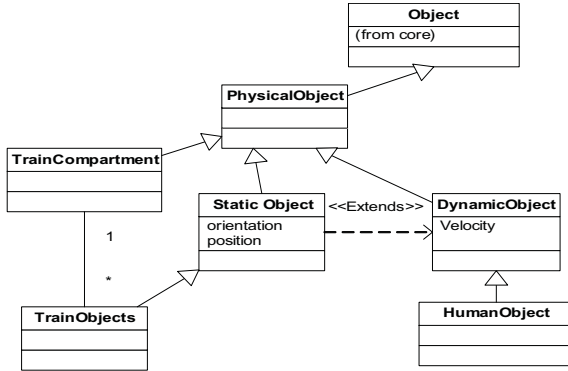 Object
(from core)
PhysicalObject
TrainCompartment
Static Object
orientation
position
<<Extends>>
DynamicObject
Velocity
1
*
TrainObjects
HumanObject